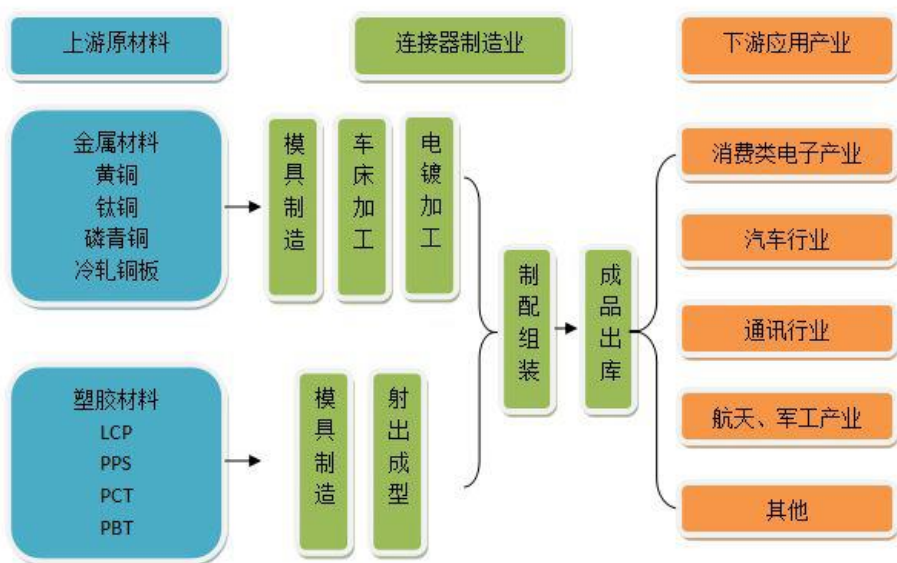 上游原材料
连接器制造业
下游应用产业
金属材料
黄铜
钛铜
磷青铜
冷轧铜板
模具制造
车床加工
电镀加工
塑胶材料
LCP
PPS
PCT
PBT
模具制造
射出成型
制配组装
成品出库
消费类电子产业
汽车行业
通讯行业
航天、军工产业
其他